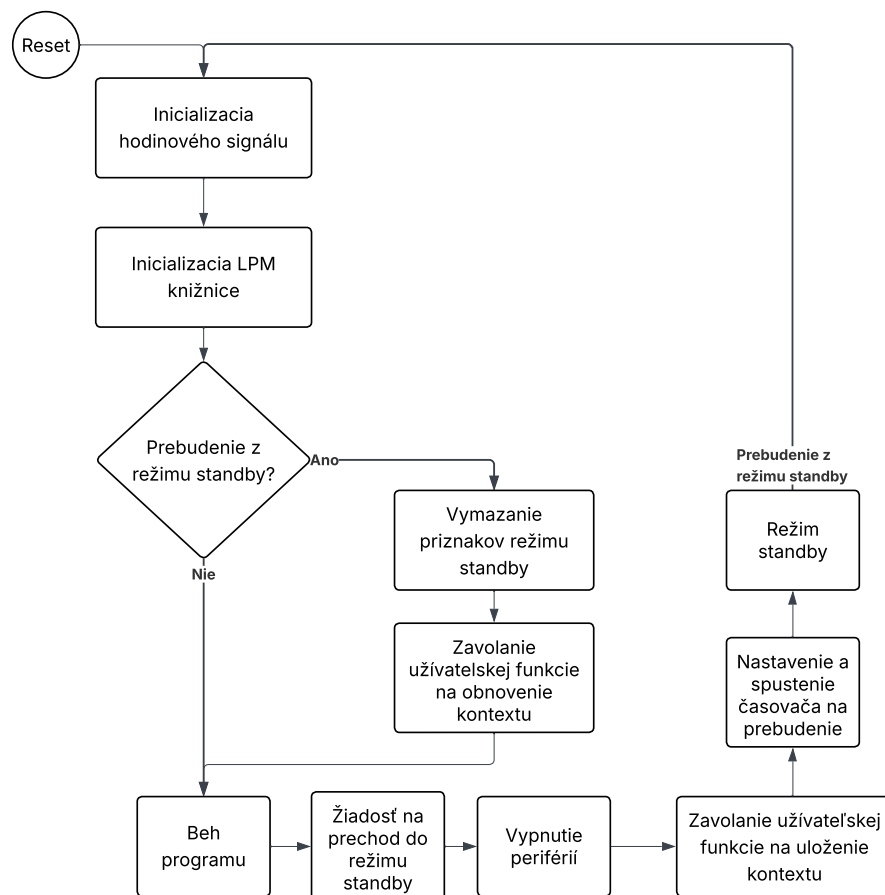 Reset
Inicializacia
hodinového signálu
Inicializacia LPM
knižnice
Prebudenie z
režimu standby?
Ano
Nie
Vymazanie
priznakov režimu
standby
Zavolanie
užívatelskej funkcie
na obnovenie
kontextu
Beh
programu
Žiadosť na
prechod do
režimu
standby
Vypnutie
periférií
Zavolanie užívateľskej
funkcie na uloženie
kontextu
Nastavenie a
spustenie
časovača na
prebudenie
Režim
standby
Prebudenie z
režimu standby